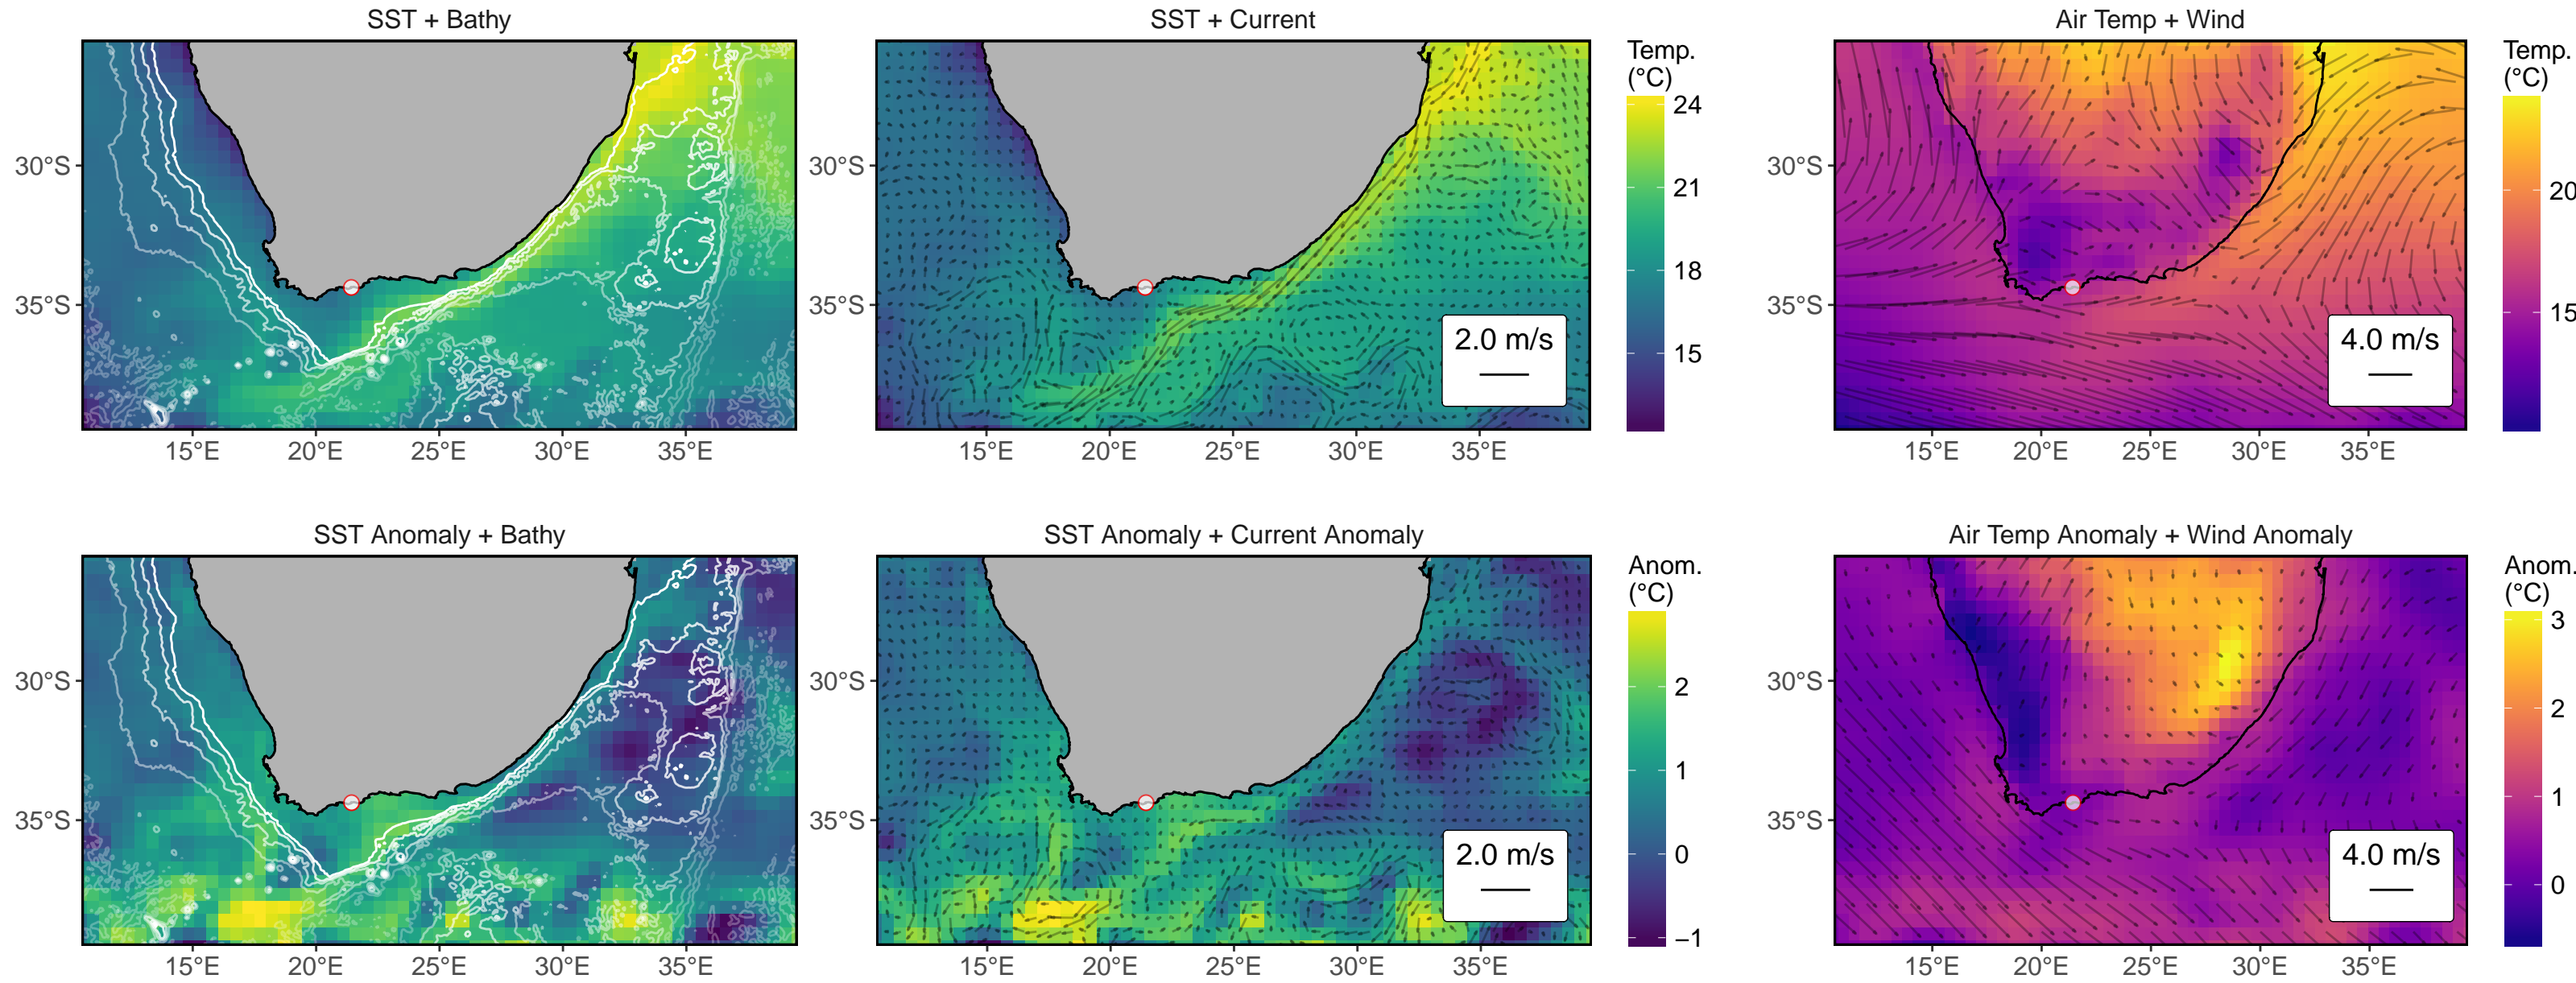 SST + Bathy
SST + Current
Air Temp + Wind
30°S
35°S
15°E 20°E 25°E 30°E 35°E
30°S
35°S
15°E 20°E 25°E 30°E 35°E
2.0 m/s
Temp.
(°C)
24
21
18
15
30°S
35°S
15°E 20°E 25°E 30°E 35°E
4.0 m/s
Temp.
(°C)
20
15
SST Anomaly + Bathy
SST Anomaly + Current Anomaly
Air Temp Anomaly + Wind Anomaly
30°S
35°S
15°E 20°E 25°E 30°E 35°E
30°S
35°S
15°E 20°E 25°E 30°E 35°E
2.0 m/s
Anom.
(°C)
2
1
0
−1
30°S
35°S
15°E 20°E 25°E 30°E 35°E
4.0 m/s
Anom.
(°C)
3
2
1
0